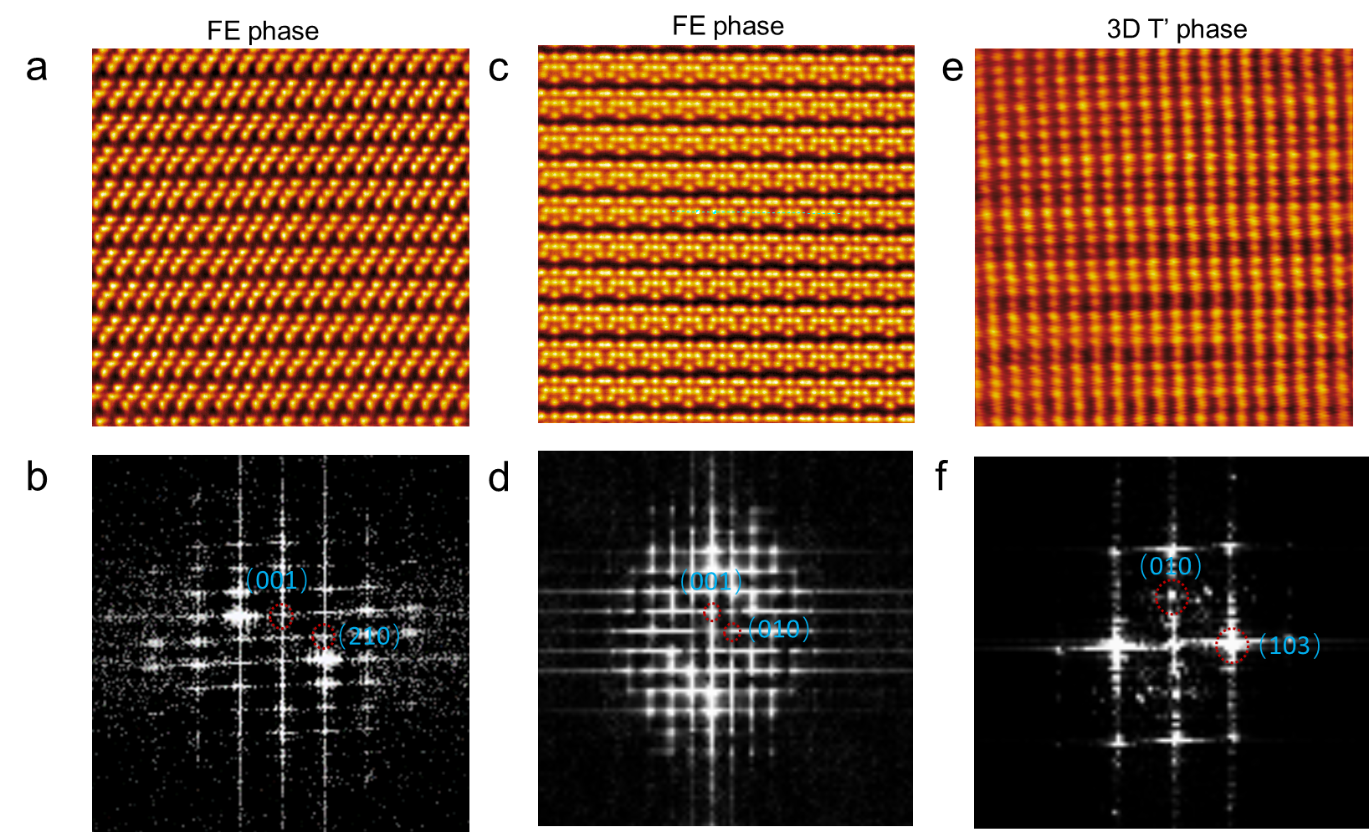 FE phase
FE phase
3D T’ phase
a
c
e
b
d
f
(001)
(210)
(001)
(010)
(010)
(103)